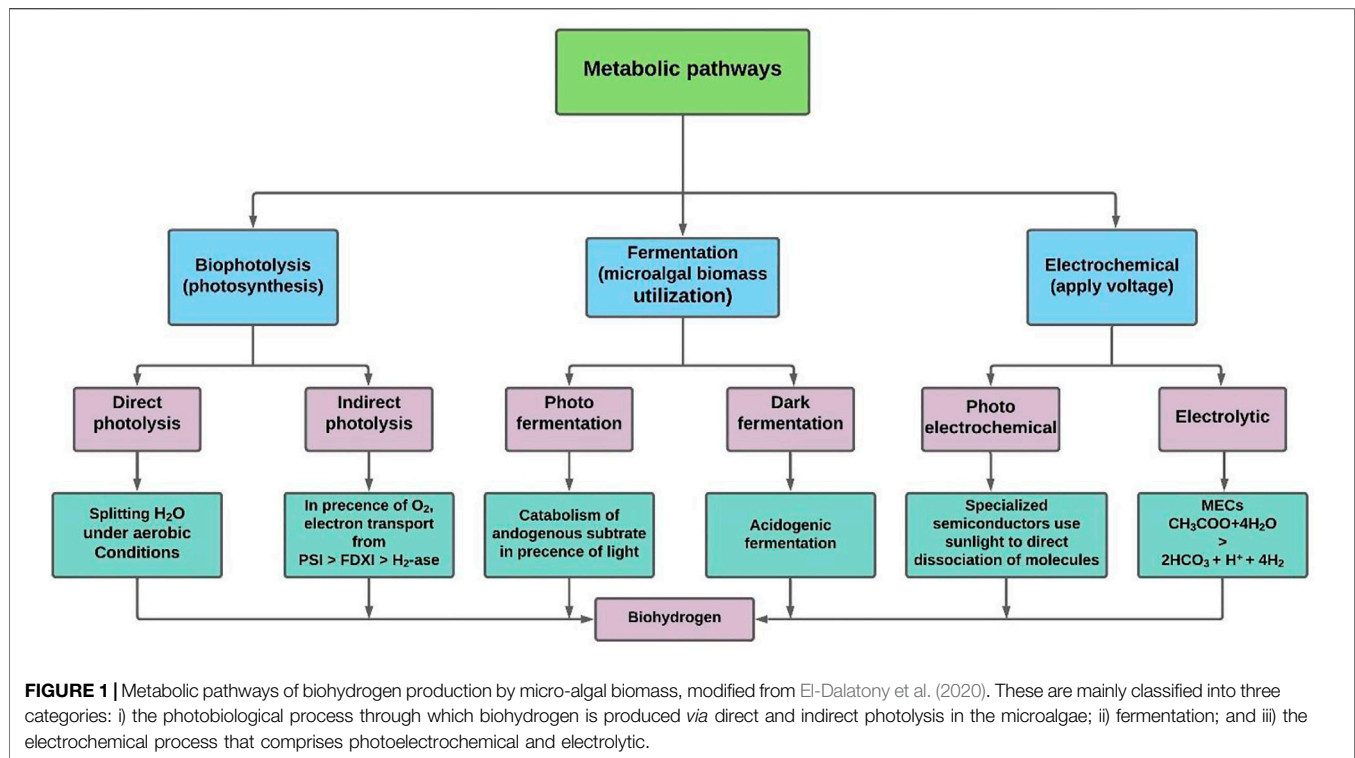 Metabolic pathways
Biophotolysis
(photosynthesis)
Fermentation
(microalgal biomass
utilization)
Electrochemical
(apply voltage)
Direct
photolysis
Indirect
photolysis
Photo
fermentation
Dark
fermentation
Photo
electrochemical
Electrolytic
Splitting H₂O
under aerobic
Conditions
In precence of O₂,
electron transport
from
PSI > FDXI > H₂-ase
Catabolism of
andogenous subtrate
in precence of light
Acidogenic
fermentation
Specialized
semiconductors use
sunlight to direct
dissociation of molecules
MECs
CH₃COO+4H₂O
>
2HCO₃ + H⁺ + 4H₂
Biohydrogen
FIGURE 1 | Metabolic pathways of biohydrogen production by micro-algal biomass, modified from El-Dalatony et al. (2020). These are mainly classified into three
categories: i) the photobiological process through which biohydrogen is produced via direct and indirect photolysis in the microalgae; ii) fermentation; and iii) the
electrochemical process that comprises photoelectrochemical and electrolytic.